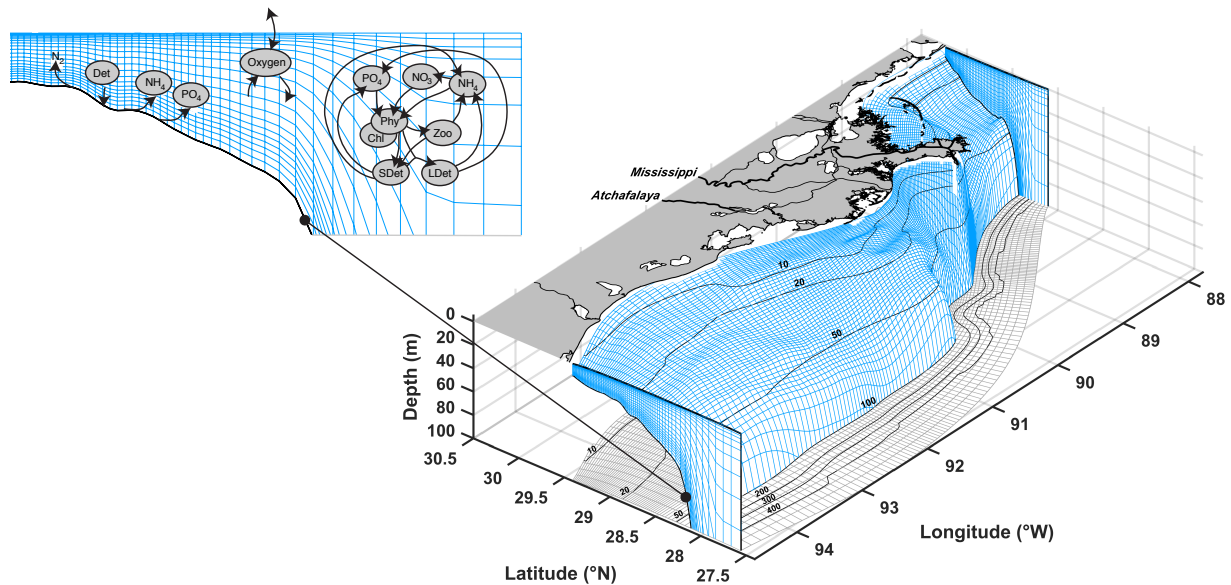 N2
Det
NH4
PO4
Oxygen
PO4
NO3
NH4
Phy
Chl
Zoo
SDet
LDet
Mississippi
Atchafalaya
10
20
50
100
200
300
400
10
20
50
0
20
40
60
80
100
Depth (m)
30.5
30
29.5
29
28.5
28
27.5
Latitude (°N)
94
93
92
91
90
89
88
Longitude (°W)